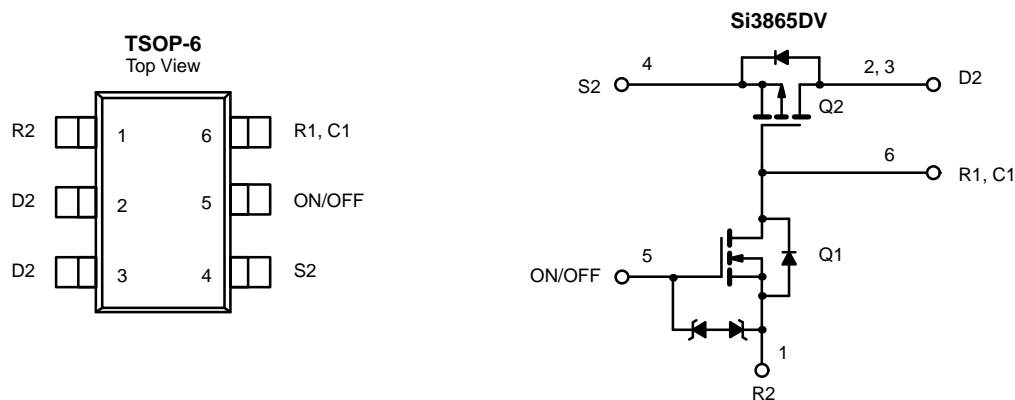 TSOP-6
Top View
R2 1 6 R1, C1
D2 2 5 ON/OFF
D2 3 4 S2
Si3865DV
S2 4 2, 3 D2
Q2
6 R1, C1
Q1
ON/OFF 5
1
R2